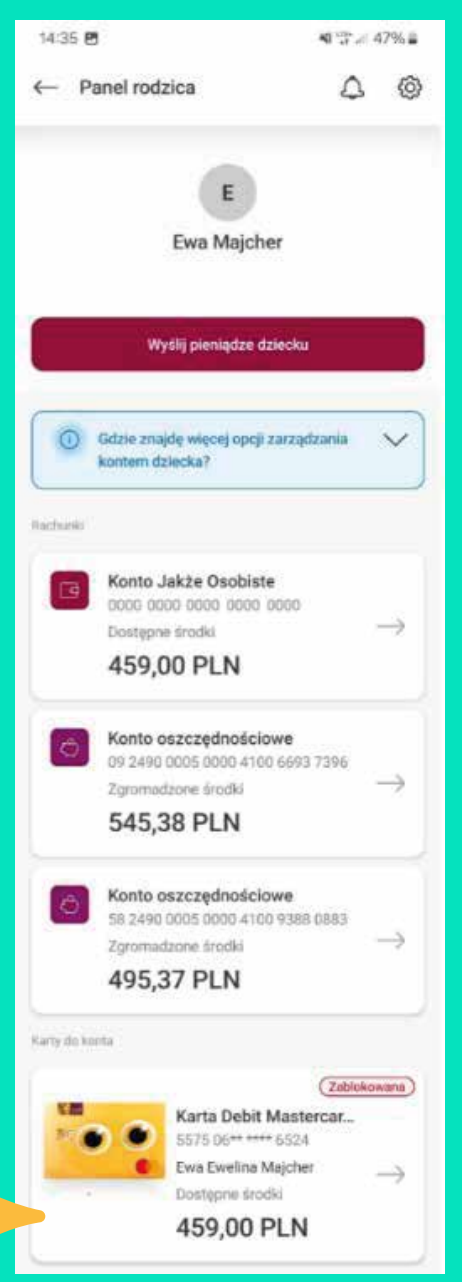 14:35
47%
Panel rodzica
E
Ewa Majcher
Wyślij pieniądze dziecku
Gdzie znajdę więcej opcji zarządzania
kontem dziecka?
Rachunki
Konto Jakże Osobiste
0000 0000 0000 0000 0000
Dostępne środki
459,00 PLN
Konto oszczędnościowe
09 2490 0005 0000 4100 6693 7396
Zgromadzone środki
545,38 PLN
Konto oszczędnościowe
58 2490 0005 0000 4100 9388 0883
Zgromadzone środki
495,37 PLN
Karty do konta
Zablokowana
Karta Debit Mastercar...
5575 06** **** 6524
Ewa Ewelina Majcher
Dostępne środki
459,00 PLN